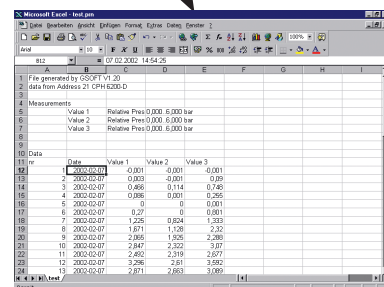 Microsoft Excel - test.prn
Datei Bearbeiten Ansicht Einfügen Format Extras Daten Fenster ?
100%
Arial 10 F K U
B12 = 07.02.2002 14:54:25
A B C D E F G H
1 File generated by GSOFT V1.20
2 data from Address 21 CPH 6200-D
3
4 Measurements
5 Value 1 Relative Pres 0,000..6,000 bar
6 Value 2 Relative Pres 0,000..6,000 bar
7 Value 3 Relative Pres 0,000..6,000 bar
8
9
10 Data
11 nr Date Value 1 Value 2 Value 3
12 1 2002-02-07 -0,001 -0,001 -0,001
13 2 2002-02-07 0,003 -0,001 0,09
14 3 2002-02-07 0,466 0,114 0,748
15 4 2002-02-07 0,086 0,001 0,255
16 5 2002-02-07 0 0 0,001
17 6 2002-02-07 0,27 0 0,801
18 7 2002-02-07 1,225 0,824 1,333
19 8 2002-02-07 1,671 1,128 2,32
20 9 2002-02-07 2,065 1,925 2,288
21 10 2002-02-07 2,847 2,322 3,07
22 11 2002-02-07 2,492 2,319 2,677
23 12 2002-02-07 3,296 2,61 3,592
24 13 2002-02-07 2,871 2,663 3,089
test